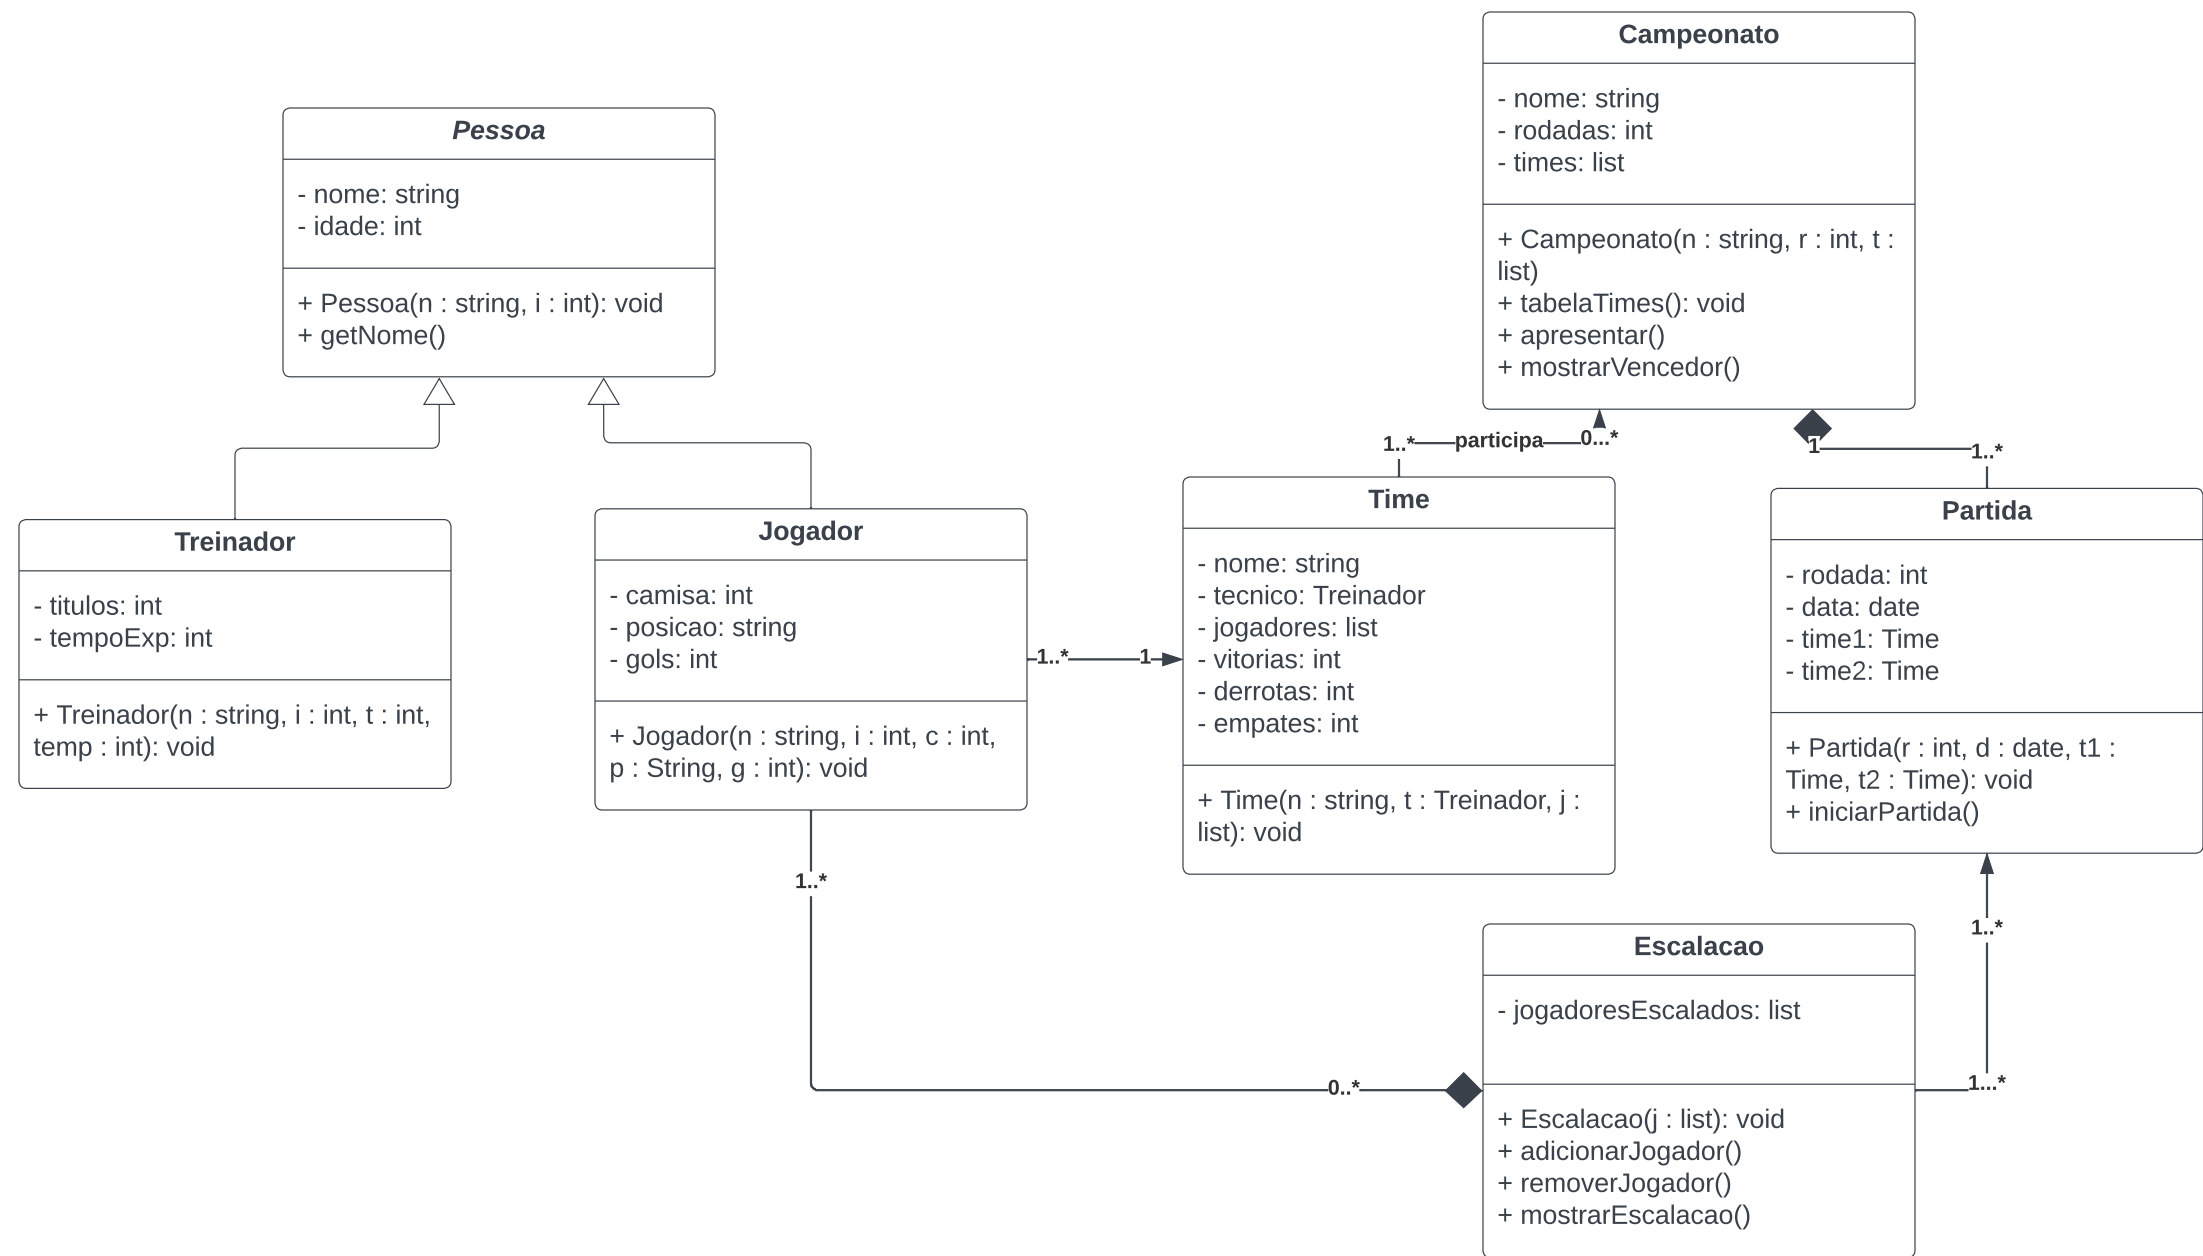 Pessoa
- nome: string
- idade: int
+ Pessoa(n : string, i : int): void
+ getNome()
Campeonato
- nome: string
- rodadas: int
- times: list
+ Campeonato(n : string, r : int, t :
list)
+ tabelaTimes(): void
+ apresentar()
+ mostrarVencedor()
1..*
participa
0...*
1
1..*
Treinador
- titulos: int
- tempoExp: int
+ Treinador(n : string, i : int, t : int,
temp : int): void
Jogador
- camisa: int
- posicao: string
- gols: int
+ Jogador(n : string, i : int, c : int,
p : String, g : int): void
1..*
1
Time
- nome: string
- tecnico: Treinador
- jogadores: list
- vitorias: int
- derrotas: int
- empates: int
+ Time(n : string, t : Treinador, j :
list): void
Partida
- rodada: int
- data: date
- time1: Time
- time2: Time
+ Partida(r : int, d : date, t1 :
Time, t2 : Time): void
+ iniciarPartida()
1..*
1..*
0..*
1...*
Escalacao
- jogadoresEscalados: list
+ Escalacao(j : list): void
+ adicionarJogador()
+ removerJogador()
+ mostrarEscalacao()